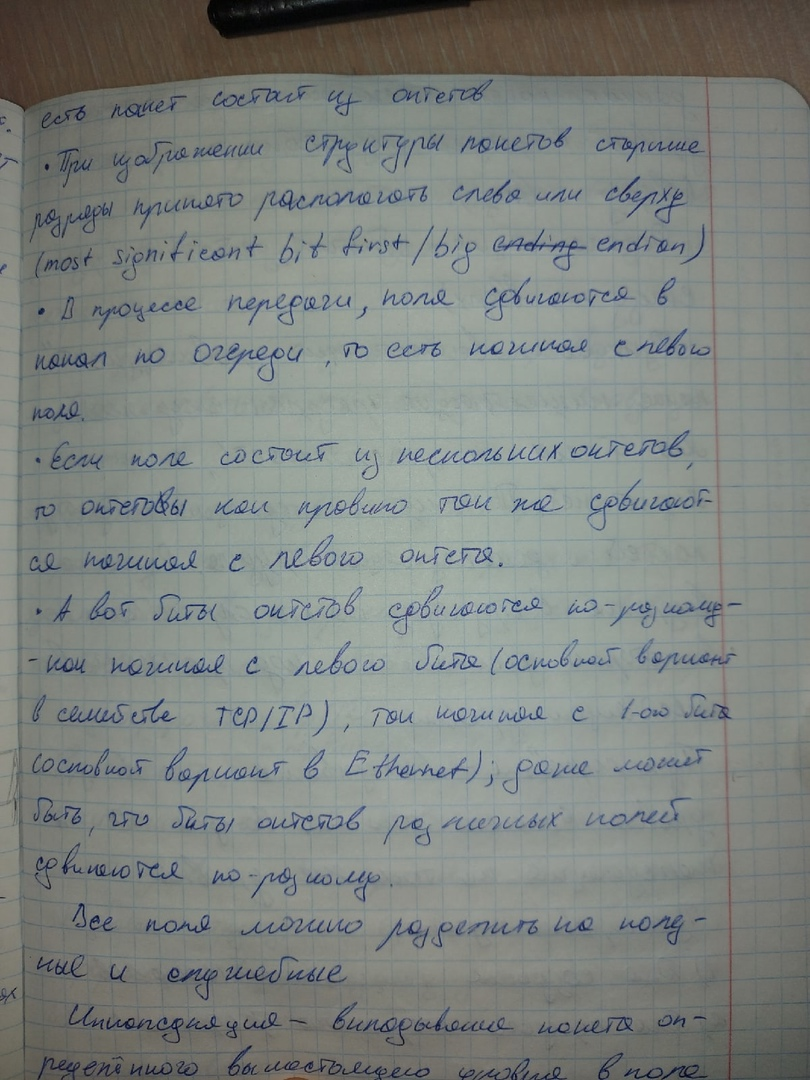 есть пакет состоит из октетов
• При изображении структуры пакетов старшие
разряды принято располагать слева или сверху
(most significant bit first/big ending endian)
• В процессе передачи, поля сдвигаются в
канал по очереди, то есть начиная с левого
поля.
• Если поле состоит из нескольких октетов,
то октеты как правило так же сдвигают-
ся начиная с левого октета.
• А вот биты октетов сдвигаются по-разному-
-как начиная с левого бита (основной вариант
в семействе TCP/IP), так начиная с 1-ого бита
(основной вариант в Ethernet); даже может
быть, что биты октетов различных полей
сдвигаются по-разному.
Все поля можно разделить на полез-
ные и служебные
Инкапсуляция – вкладывание пакета оп-
ределённого вышестоящего уровня в поле